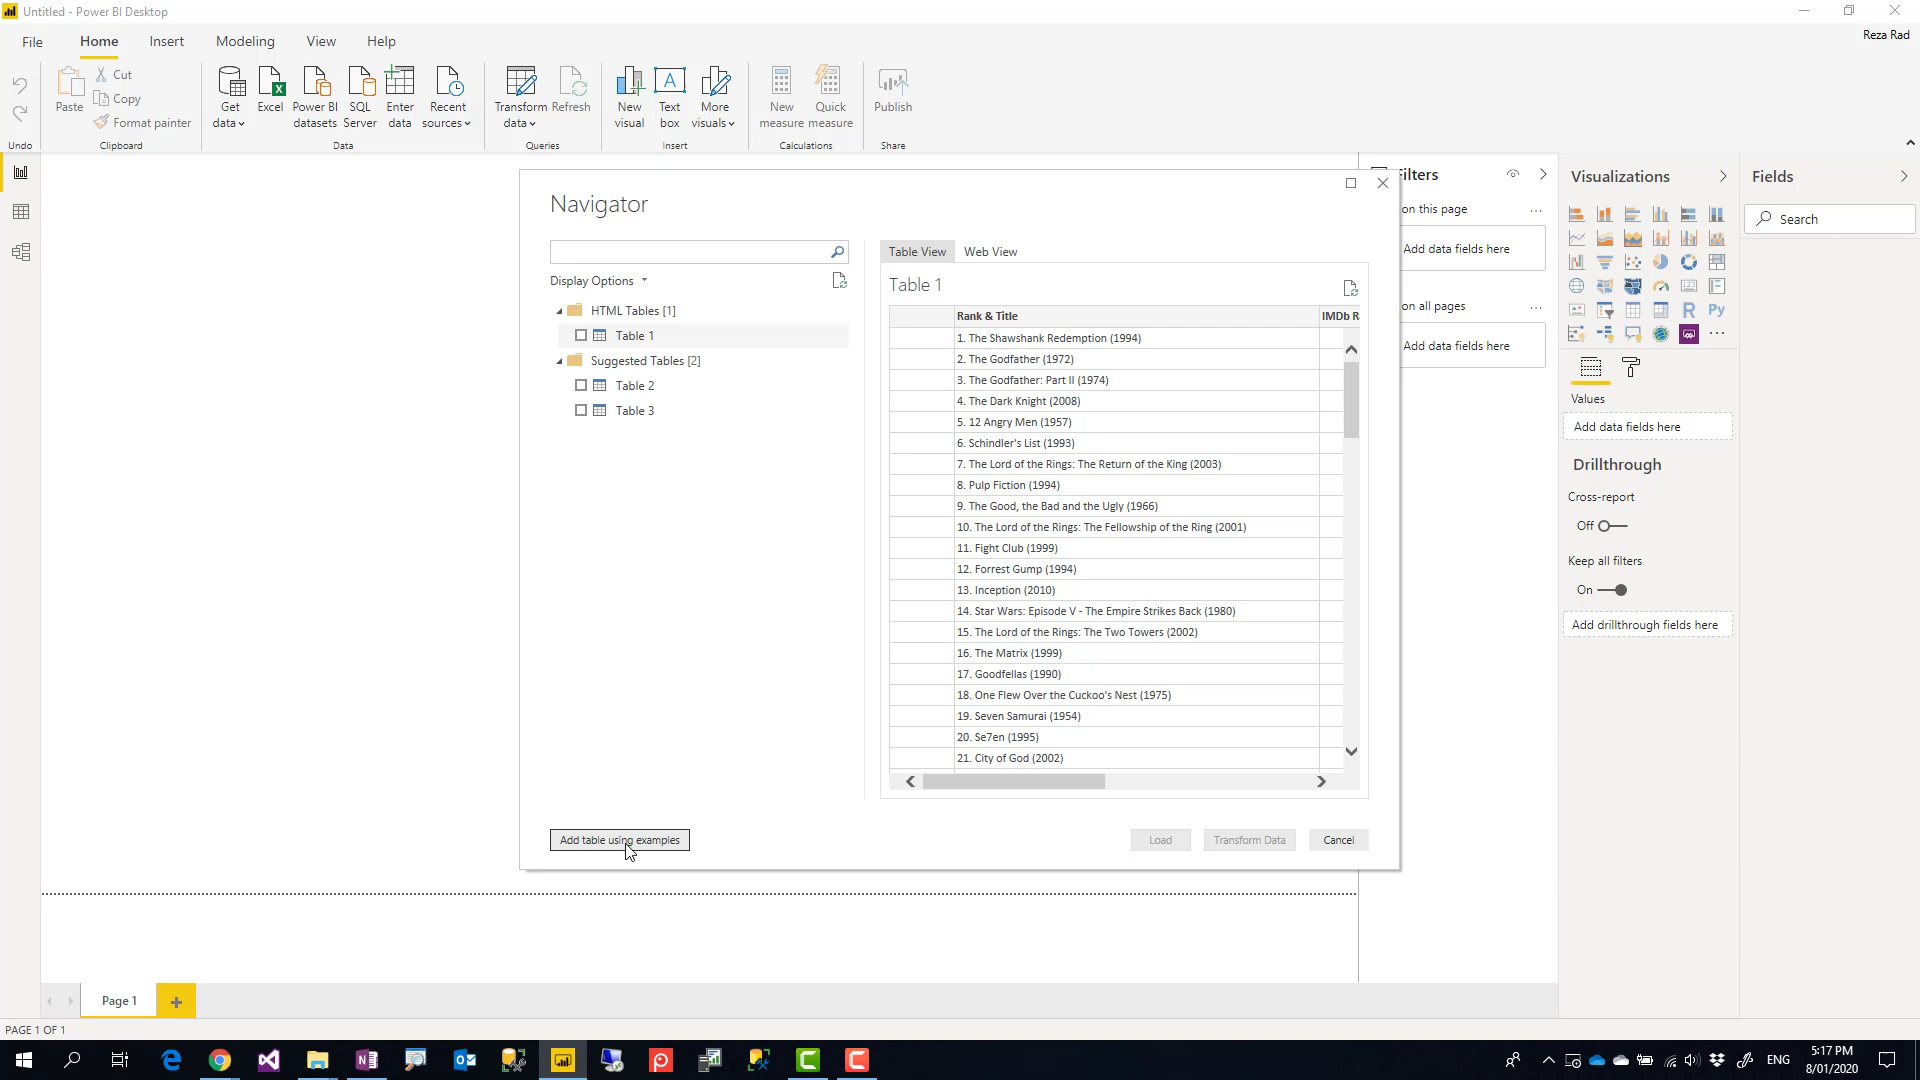 Untitled - Power BI Desktop
Reza Rad
File Home Insert Modeling View Help
Cut
Copy
Format painter
Paste
Get data
Excel
Power BI datasets
SQL Server
Enter data
Recent sources
Transform data
Refresh
New visual
Text box
More visuals
New measure
Quick measure
Publish
Undo
Clipboard
Data
Queries
Insert
Calculations
Share
Navigator
Display Options
HTML Tables [1]
Table 1
Suggested Tables [2]
Table 2
Table 3
Table View Web View
Table 1
Rank & Title IMDb R
1. The Shawshank Redemption (1994)
2. The Godfather (1972)
3. The Godfather: Part II (1974)
4. The Dark Knight (2008)
5. 12 Angry Men (1957)
6. Schindler's List (1993)
7. The Lord of the Rings: The Return of the King (2003)
8. Pulp Fiction (1994)
9. The Good, the Bad and the Ugly (1966)
10. The Lord of the Rings: The Fellowship of the Ring (2001)
11. Fight Club (1999)
12. Forrest Gump (1994)
13. Inception (2010)
14. Star Wars: Episode V - The Empire Strikes Back (1980)
15. The Lord of the Rings: The Two Towers (2002)
16. The Matrix (1999)
17. Goodfellas (1990)
18. One Flew Over the Cuckoo's Nest (1975)
19. Seven Samurai (1954)
20. Se7en (1995)
21. City of God (2002)
Add table using examples
Load
Transform Data
Cancel
ilters
on this page
Add data fields here
on all pages
Add data fields here
Visualizations
R Py
Values
Add data fields here
Drillthrough
Cross-report
Off
Keep all filters
On
Add drillthrough fields here
Fields
Search
Page 1
PAGE 1 OF 1
ENG
5:17 PM
8/01/2020